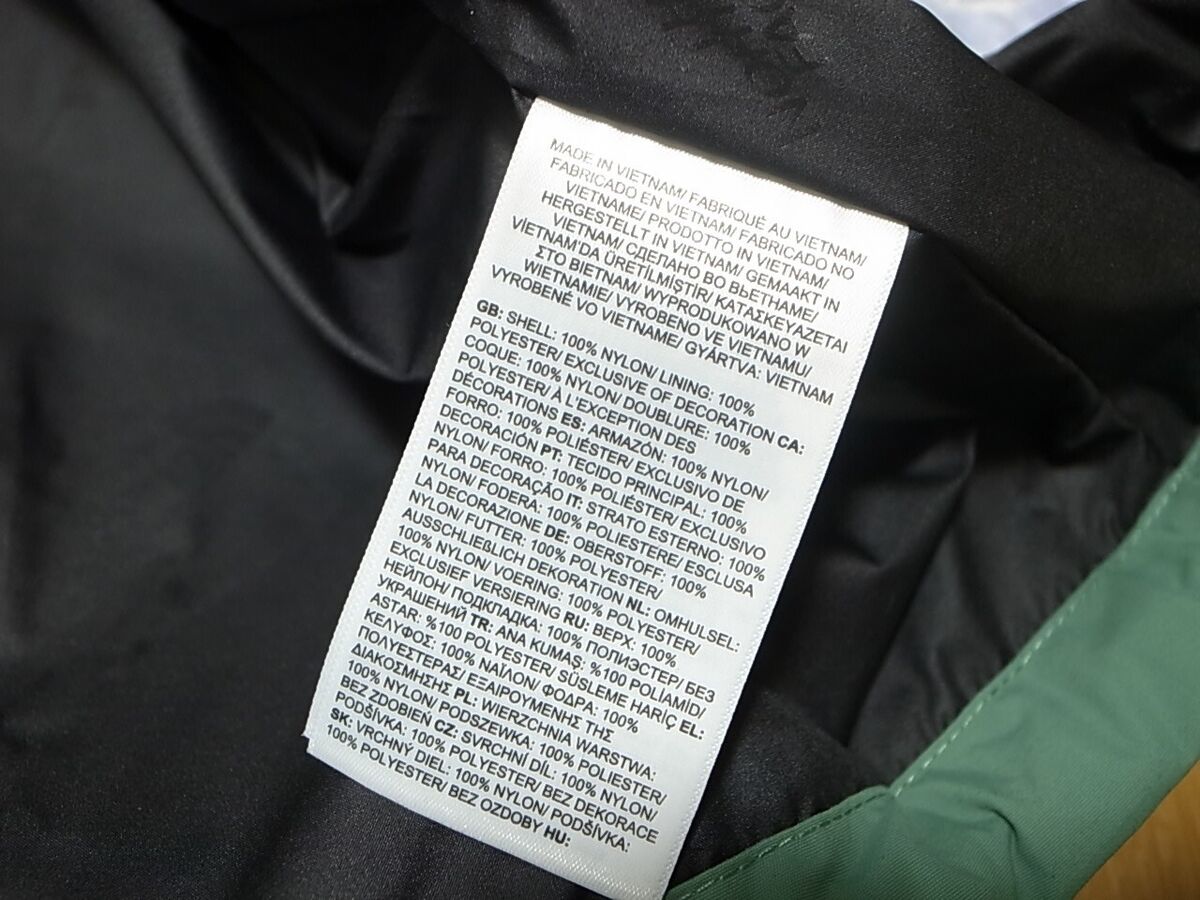 MADE IN VIETNAM/ FABRIQUÉ AU VIETNAM/
FABRICADO EN VIETNAM/ FABRICADO NO
VIETNAME/ PRODOTTO IN VIETNAM/
HERGESTELLT IN VIETNAM/ GEMAAKT IN
VIETNAM/ СДЕЛАНО ВО ВЬЕТНАМЕ/
VİETNAM'DA ÜRETİLMİŞTİR/ ΚΑΤΑΣΚΕΥΑΖΕΤΑΙ
ΣΤΟ ΒΙΕΤΝΑΜ/ WYPRODUKOWANO W
WIETNAMIE/ VYROBENO VE VIETNAMU/
VYROBENÉ VO VIETNAME/ GYÁRTVA: VIETNAM
GB: SHELL: 100% NYLON/ LINING: 100%
POLYESTER/ EXCLUSIVE OF DECORATION CA:
COQUE: 100% NYLON/ DOUBLURE: 100%
POLYESTER/ À L'EXCEPTION DES
DÉCORATIONS ES: ARMAZÓN: 100% NYLON/
FORRO: 100% POLIÉSTER/ EXCLUSIVO DE
DECORACIÓN PT: TECIDO PRINCIPAL: 100%
NYLON/ FORRO: 100% POLIÉSTER/ EXCLUSIVO
PARA DECORAÇÃO IT: STRATO ESTERNO: 100%
NYLON/ FODERA: 100% POLIESTERE/ ESCLUSA
LA DECORAZIONE DE: OBERSTOFF: 100%
NYLON/ FUTTER: 100% POLYESTER/
AUSSCHLIEßLICH DEKORATION NL: OMHULSEL:
100% NYLON/ VOERING: 100% POLYESTER/
EXCLUSIEF VERSIERING RU: ВЕРХ: 100%
НЕЙЛОН/ ПОДКЛАДКА: 100% ПОЛИЭСТЕР/ БЕЗ
УКРАШЕНИЙ TR: ANA KUMAŞ: %100 POLIAMID/
ASTAR: %100 POLYESTER/ SÜSLEME HARİÇ EL:
ΚΕΛΥΦΟΣ: 100% ΝΑΪΛΟΝ/ ΦΟΔΡΑ: 100%
ΠΟΛΥΕΣΤΕΡΑΣ/ ΕΞΑΙΡΟΥΜΕΝΗΣ ΤΗΣ
ΔΙΑΚΟΣΜΗΣΗΣ PL: WIERZCHNIA WARSTWA:
100% NYLON/ PODSZEWKA: 100% POLIESTER/
BEZ ZDOBIEŃ CZ: SVRCHNÍ DÍL: 100% NYLON/
PODŠÍVKA: 100% POLYESTER/ BEZ DEKORACE
SK: VRCHNÝ DIEL: 100% NYLON/ PODŠÍVKA:
100% POLYESTER/ BEZ OZDOBY HU: